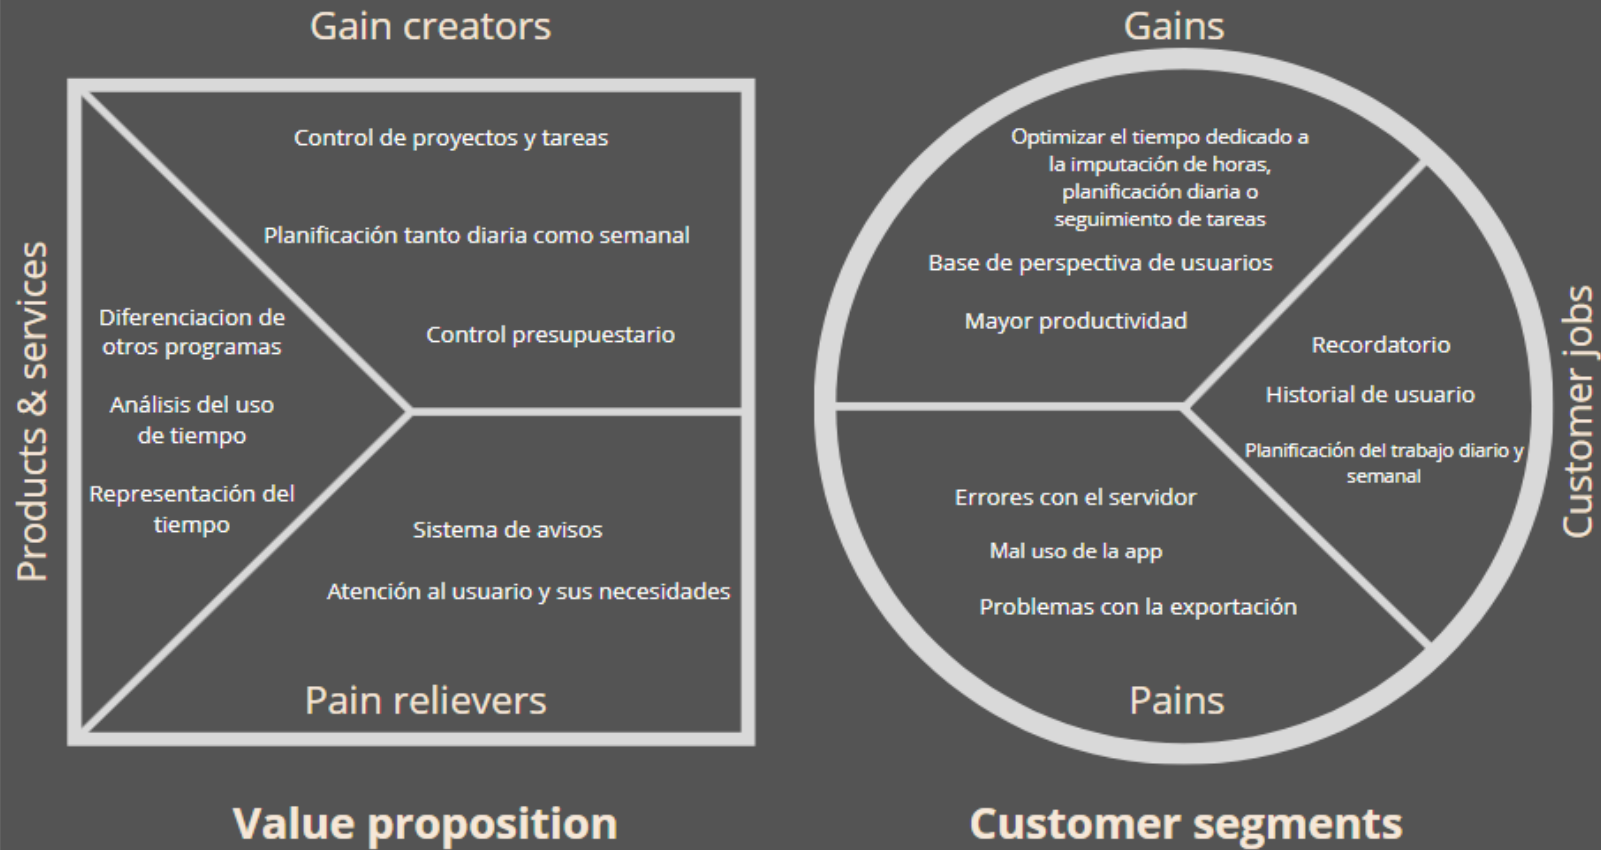 Gain creators
Control de proyectos y tareas
Planificación tanto diaria como semanal
Control presupuestario
Products & services
Diferenciacion de
otros programas
Análisis del uso
de tiempo
Representación del
tiempo
Sistema de avisos
Atención al usuario y sus necesidades
Pain relievers
Value proposition
Gains
Optimizar el tiempo dedicado a
la imputación de horas,
planificación diaria o
seguimiento de tareas
Base de perspectiva de usuarios
Mayor productividad
Recordatorio
Historial de usuario
Planificación del trabajo diario y
semanal
Customer jobs
Errores con el servidor
Mal uso de la app
Problemas con la exportación
Pains
Customer segments